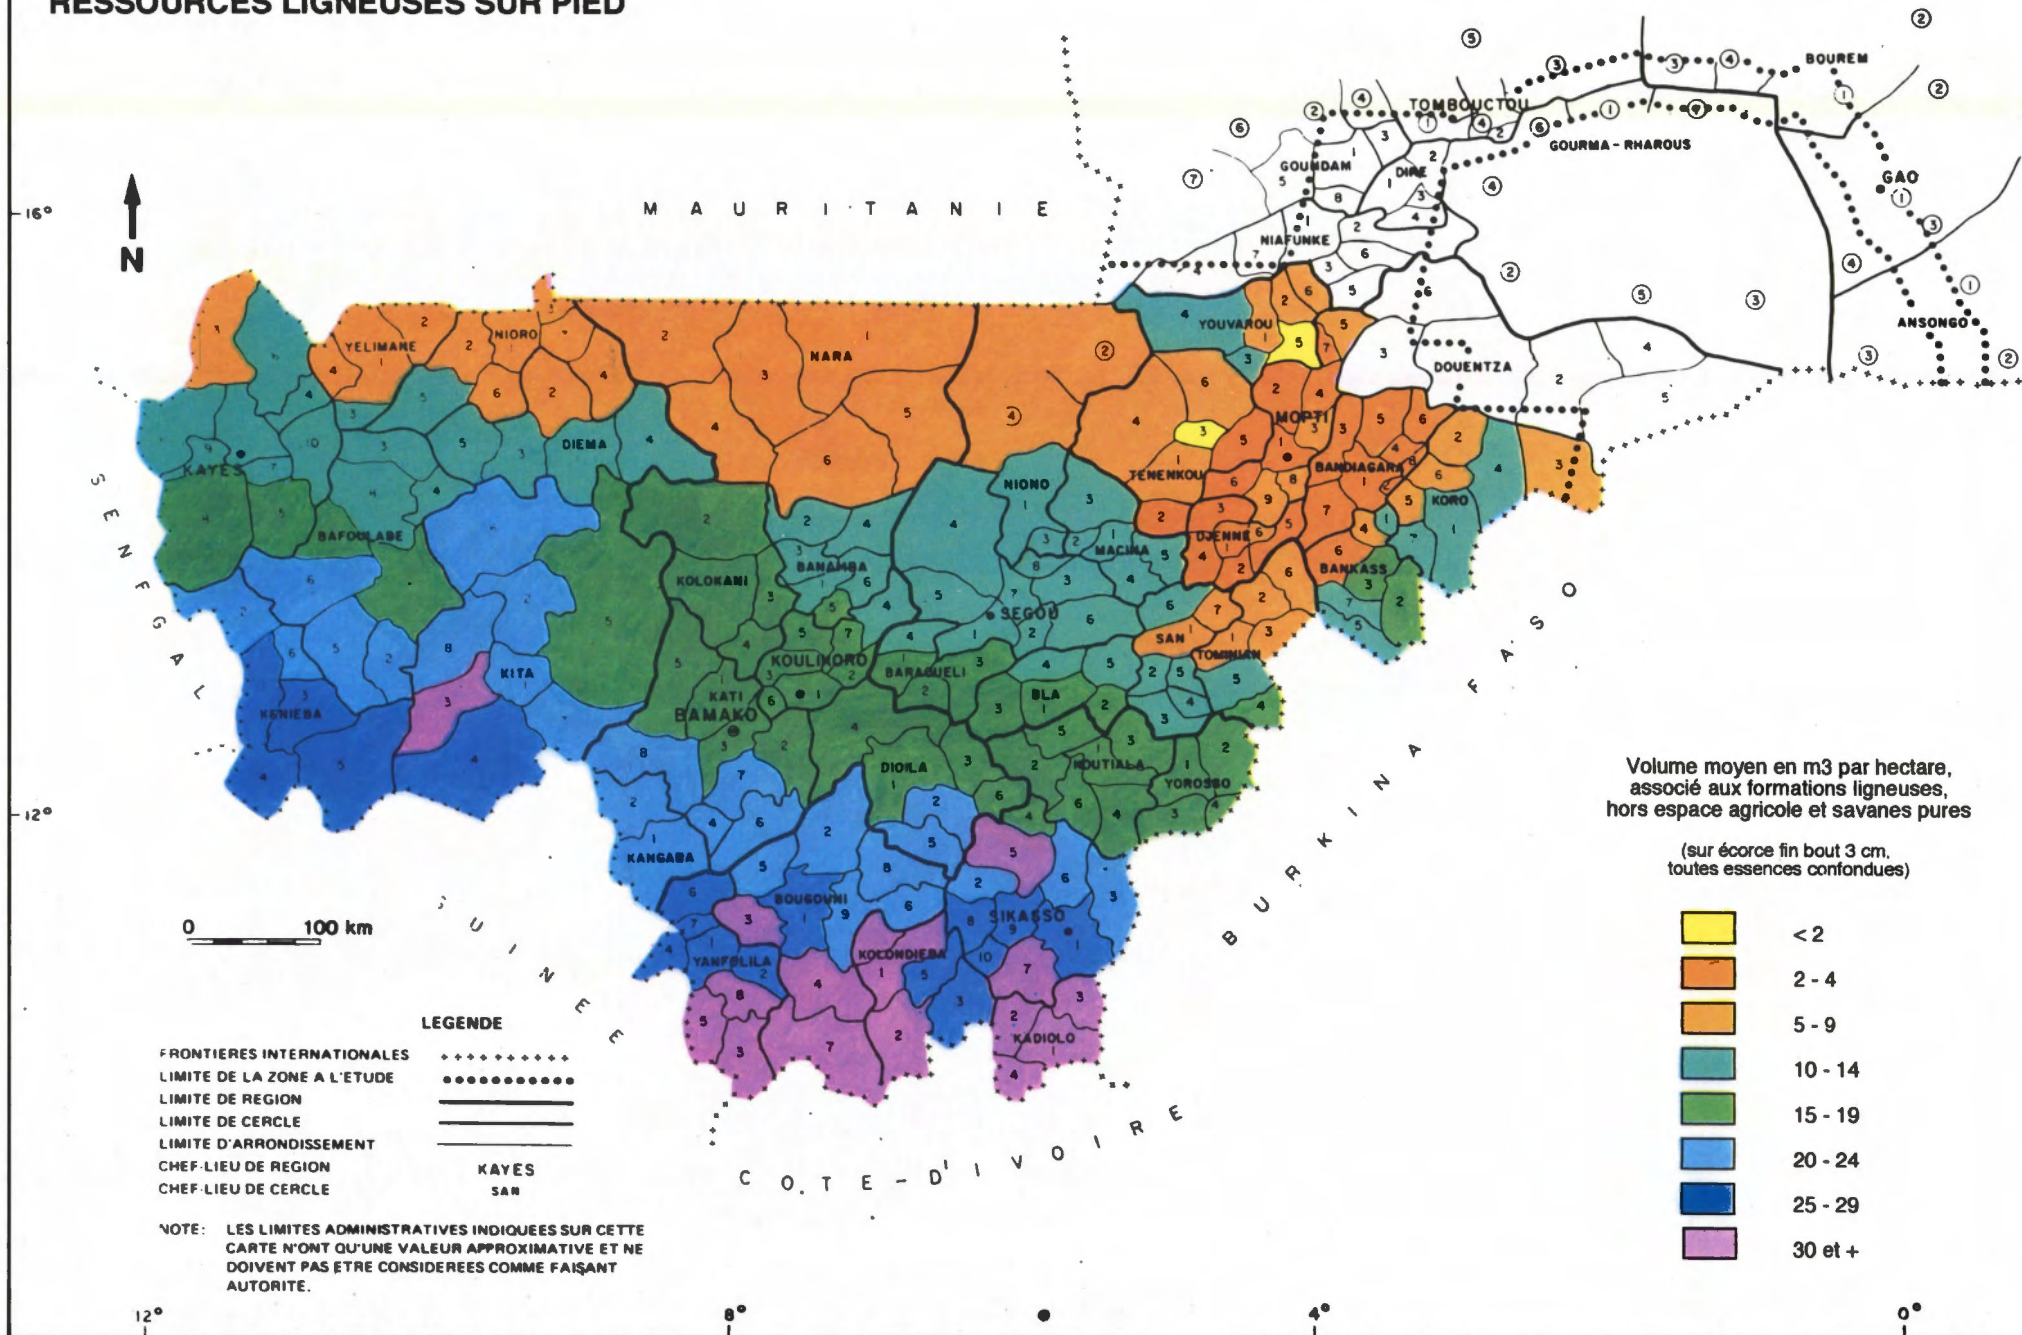 RESSOURCES LIGNEUSES SUR PIED
BOUREM
TOMBOUCTOU
GOURMA - RHAROUS
GOUNDAM
DIRE
GAO
16°
N
MAURITANIE
NIAFUNKE
ANSONGO
YOUVAROU
DOUENTZA
YELIMANE
NIORO
NARA
MOPTI
DIEMA
KAYES
TENENKOU
BANDIAGARA
NIONO
KORO
SENEGAL
BAFOULABE
DJENNE
MACINA
BANAMBA
BANKASS
KOLOKANI
SEGOU
SAN
TOMINIAN
KOULIKORO
BARAOUELI
KITA
KATI
BLA
BAMAKO
KENIEBA
BURKINA FASO
DIOILA
KOUTIALA
YOROSSO
Volume moyen en m3 par hectare,
associé aux formations ligneuses,
hors espace agricole et savanes pures
12°
KANGABA
(sur écorce fin bout 3 cm,
toutes essences confondues)
BOUGOUNI
SIKASSO
0 100 km
GUINEE
YANFOLILA
KOLONDIEBA
KADIOLO
< 2
2 - 4
5 - 9
10 - 14
15 - 19
20 - 24
25 - 29
30 et +
LEGENDE
FRONTIERES INTERNATIONALES
LIMITE DE LA ZONE A L'ETUDE
LIMITE DE REGION
LIMITE DE CERCLE
LIMITE D'ARRONDISSEMENT
CHEF-LIEU DE REGION KAYES
CHEF-LIEU DE CERCLE SAN
COTE-D'IVOIRE
NOTE: LES LIMITES ADMINISTRATIVES INDIQUEES SUR CETTE
CARTE N'ONT QU'UNE VALEUR APPROXIMATIVE ET NE
DOIVENT PAS ETRE CONSIDEREES COMME FAISANT
AUTORITE.
12° 8° 4° 0°